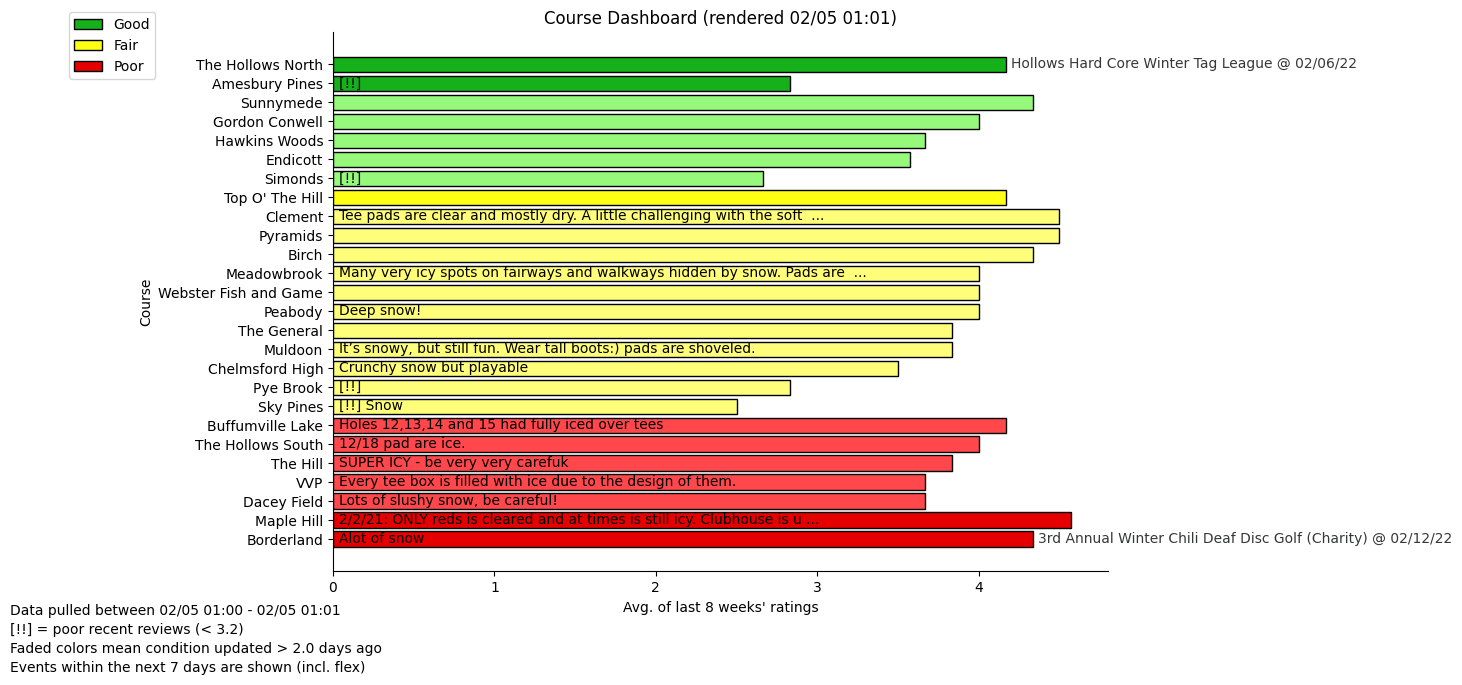 Course Dashboard (rendered 02/05 01:01)
Good
Fair
Poor
Course
The Hollows North
Hollows Hard Core Winter Tag League @ 02/06/22
Amesbury Pines
[!!]
Sunnymede
Gordon Conwell
Hawkins Woods
Endicott
Simonds
[!!]
Top O' The Hill
Clement
Tee pads are clear and mostly dry. A little challenging with the soft ...
Pyramids
Birch
Meadowbrook
Many very icy spots on fairways and walkways hidden by snow. Pads are ...
Webster Fish and Game
Peabody
Deep snow!
The General
Muldoon
It’s snowy, but still fun. Wear tall boots:) pads are shoveled.
Chelmsford High
Crunchy snow but playable
Pye Brook
[!!]
Sky Pines
[!!] Snow
Buffumville Lake
Holes 12,13,14 and 15 had fully iced over tees
The Hollows South
12/18 pad are ice.
The Hill
SUPER ICY - be very very carefuk
VVP
Every tee box is filled with ice due to the design of them.
Dacey Field
Lots of slushy snow, be careful!
Maple Hill
2/2/21: ONLY reds is cleared and at times is still icy. Clubhouse is u ...
Borderland
Alot of snow
3rd Annual Winter Chili Deaf Disc Golf (Charity) @ 02/12/22
0 1 2 3 4
Avg. of last 8 weeks' ratings
Data pulled between 02/05 01:00 - 02/05 01:01
[!!] = poor recent reviews (< 3.2)
Faded colors mean condition updated > 2.0 days ago
Events within the next 7 days are shown (incl. flex)